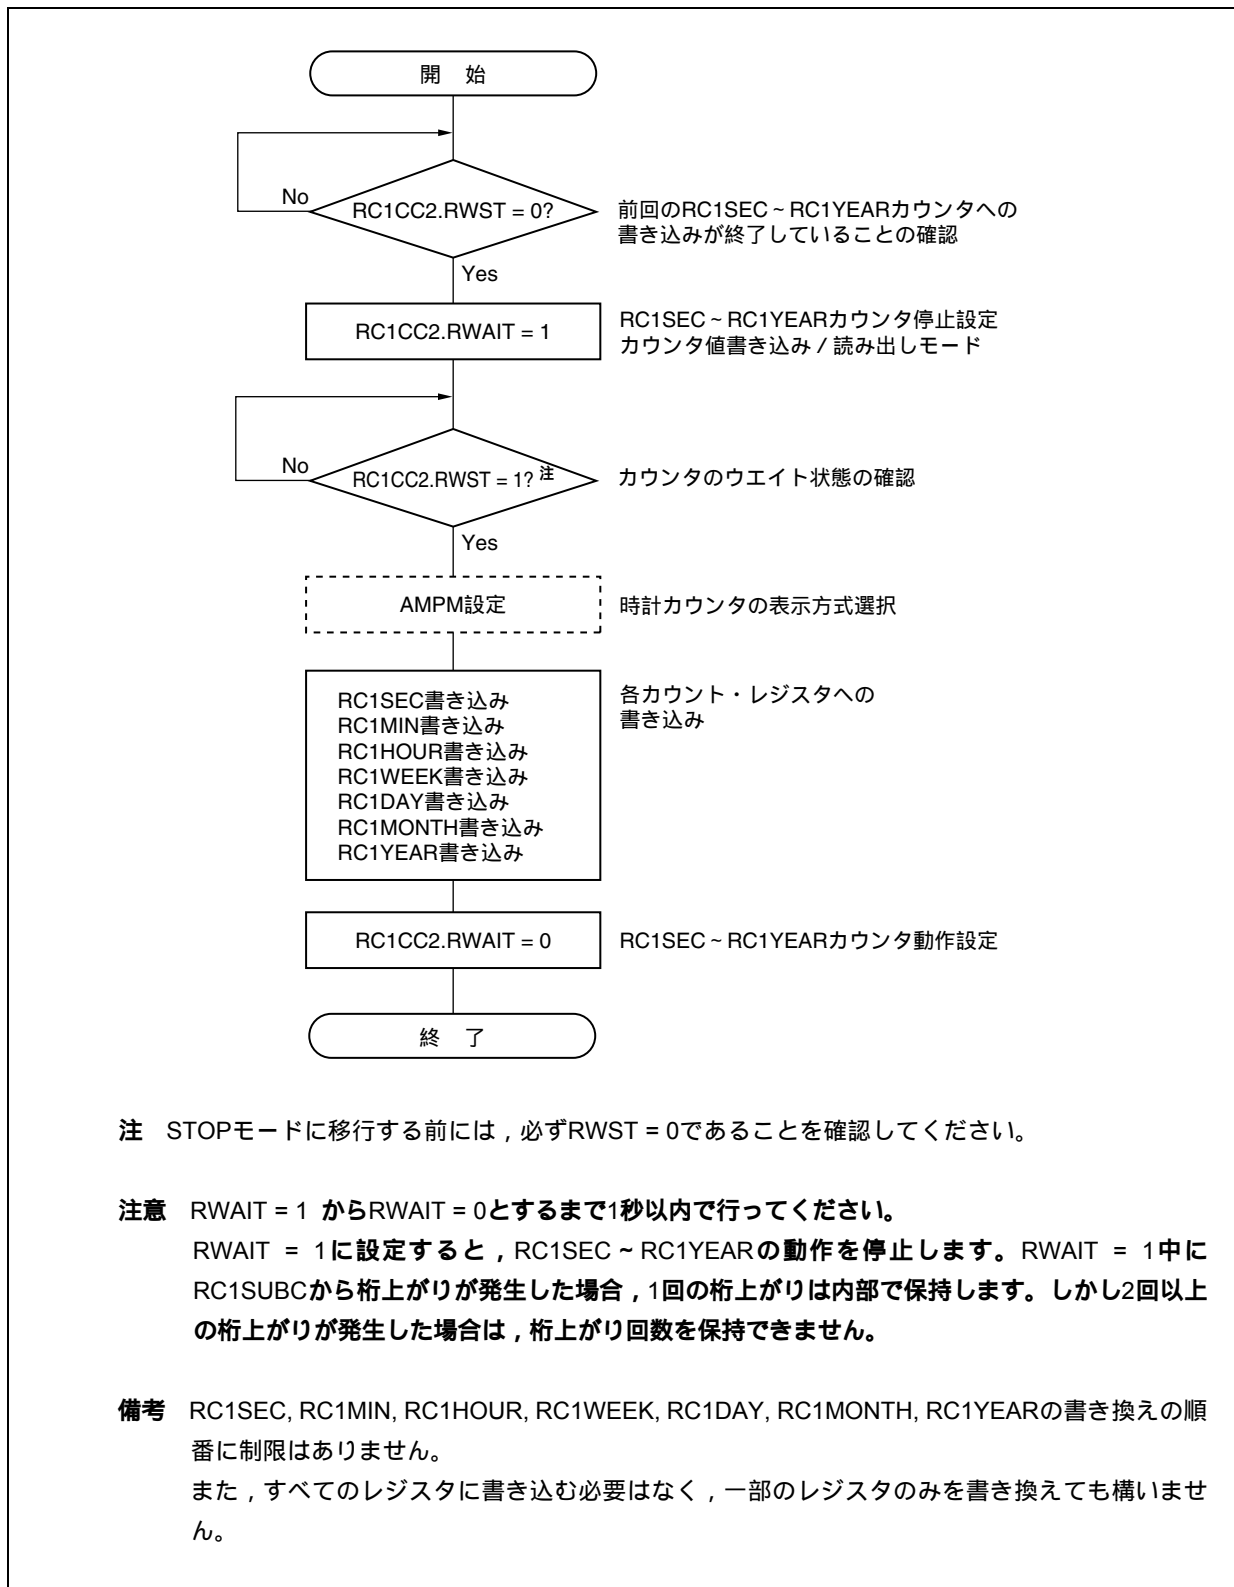 開 始
No
RC1CC2.RWST = 0?
前回のRC1SEC~RC1YEARカウンタへの
書き込みが終了していることの確認
Yes
RC1CC2.RWAIT = 1
RC1SEC~RC1YEARカウンタ停止設定
カウンタ値書き込み / 読み出しモード
No
RC1CC2.RWST = 1? 注
カウンタのウエイト状態の確認
Yes
AMPM設定
時計カウンタの表示方式選択
RC1SEC書き込み
RC1MIN書き込み
RC1HOUR書き込み
RC1WEEK書き込み
RC1DAY書き込み
RC1MONTH書き込み
RC1YEAR書き込み
各カウント・レジスタへの
書き込み
RC1CC2.RWAIT = 0
RC1SEC~RC1YEARカウンタ動作設定
終 了
注 STOPモードに移行する前には，必ずRWST = 0であることを確認してください。
注意 RWAIT = 1 からRWAIT = 0とするまで1秒以内で行ってください。
RWAIT = 1に設定すると，RC1SEC~RC1YEARの動作を停止します。RWAIT = 1中に
RC1SUBCから桁上がりが発生した場合，1回の桁上がりは内部で保持します。しかし2回以上
の桁上がりが発生した場合は，桁上がり回数を保持できません。
備考 RC1SEC, RC1MIN, RC1HOUR, RC1WEEK, RC1DAY, RC1MONTH, RC1YEARの書き換えの順
番に制限はありません。
また，すべてのレジスタに書き込む必要はなく，一部のレジスタのみを書き換えても構いませ
ん。